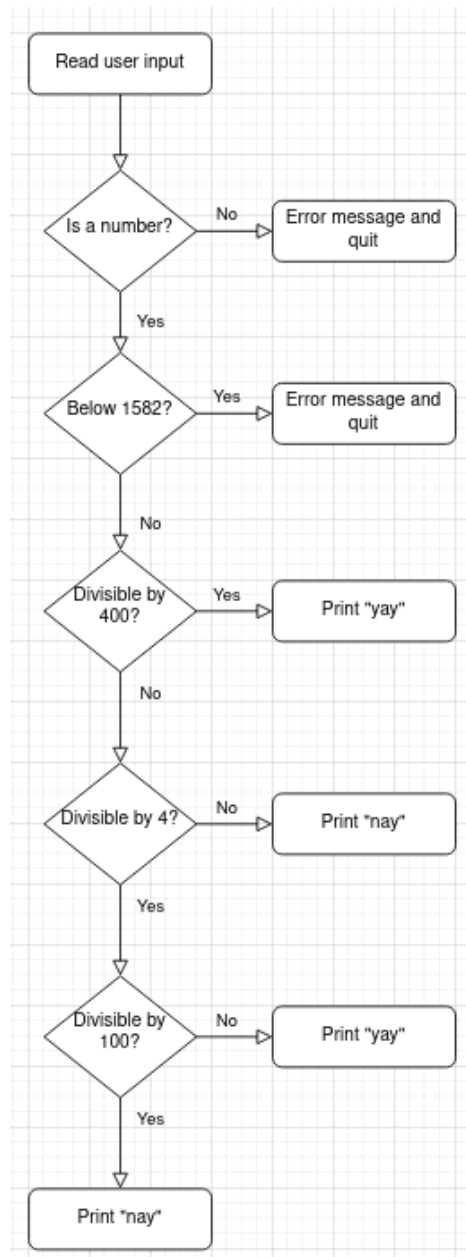 Read user input
Is a number?
No
Error message and
quit
Yes
Below 1582?
Yes
Error message and
quit
No
Divisible by
400?
Yes
Print "yay"
No
Divisible by 4?
No
Print "nay"
Yes
Divisible by
100?
No
Print "yay"
Yes
Print "nay"